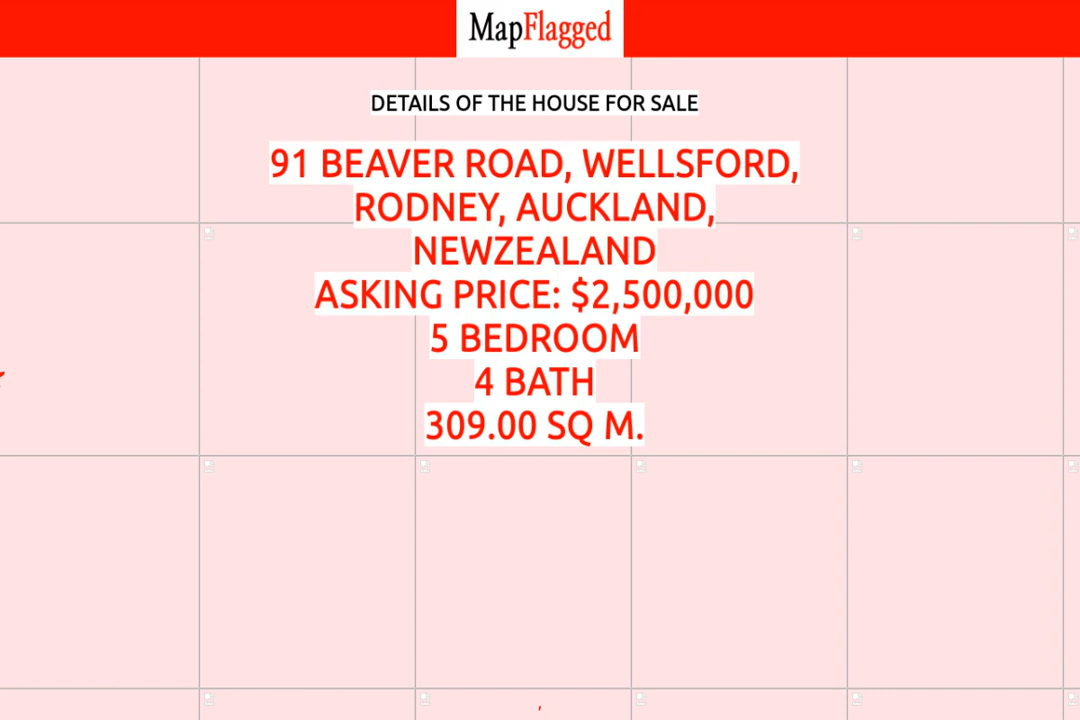 MapFlagged
DETAILS OF THE HOUSE FOR SALE
91 BEAVER ROAD, WELLSFORD,
RODNEY, AUCKLAND,
NEWZEALAND
ASKING PRICE: $2,500,000
5 BEDROOM
4 BATH
309.00 SQ M.
,